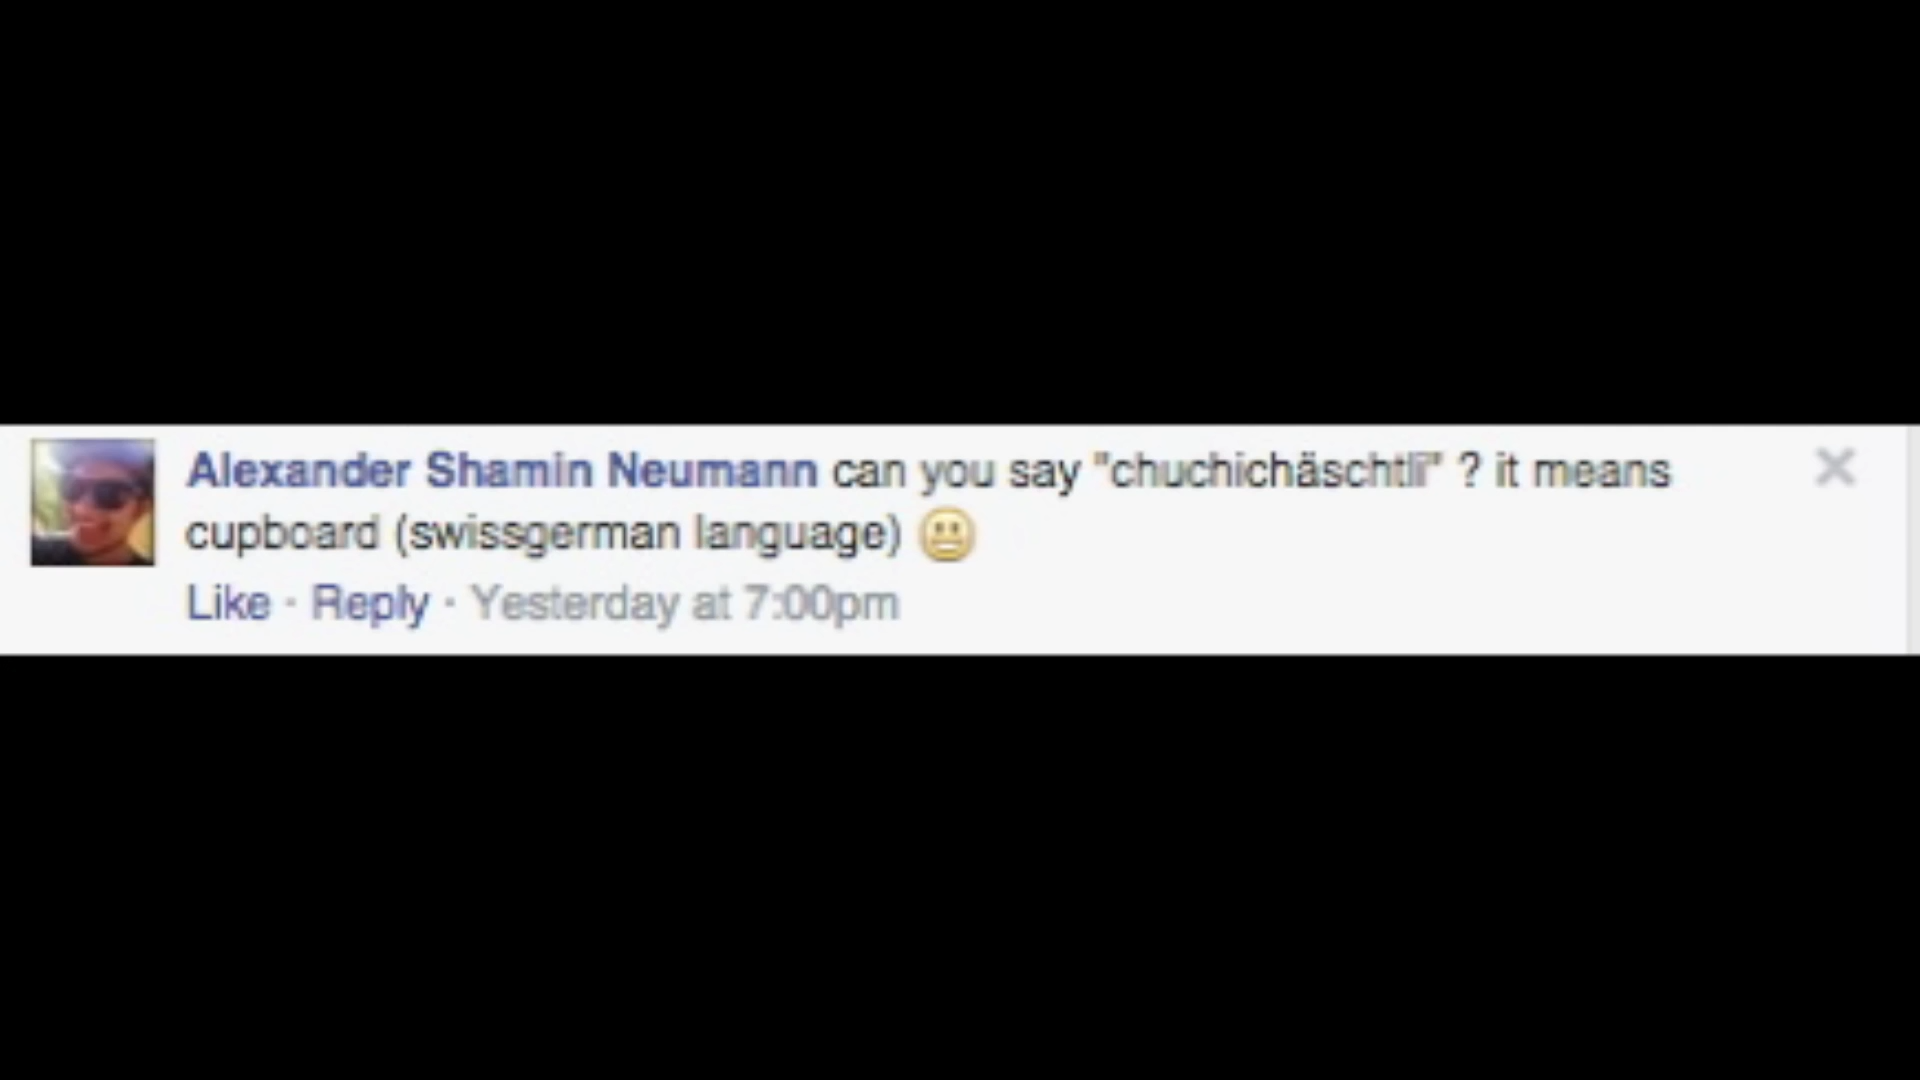 Alexander Shamin Neumann can you say "chuchichäschtli" ? it means
cupboard (swissgerman language) 😐
Like · Reply · Yesterday at 7:00pm